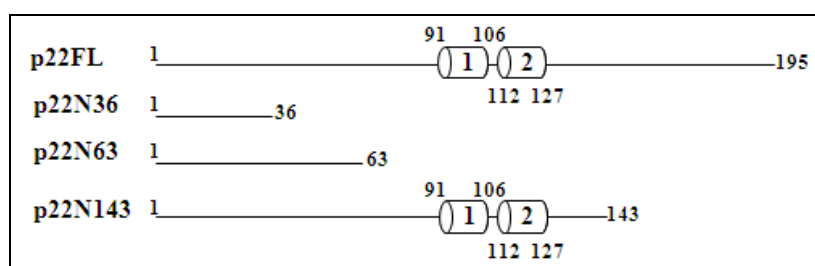 91 106
p22FL 1 1 2 195
112 127
p22N36 1 36
p22N63 1 63
91 106
p22N143 1 1 2 143
112 127